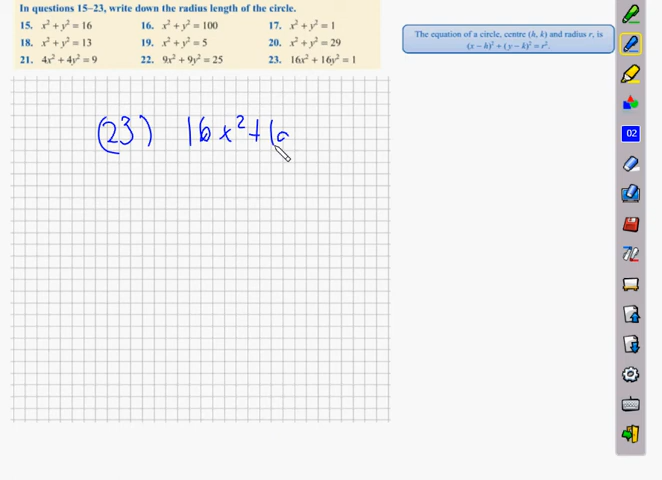 In questions 15–23, write down the radius length of the circle.
15. x² + y² = 16 16. x² + y² = 100 17. x² + y² = 1
18. x² + y² = 13 19. x² + y² = 5 20. x² + y² = 29
21. 4x² + 4y² = 9 22. 9x² + 9y² = 25 23. 16x² + 16y² = 1
The equation of a circle, centre (h, k) and radius r, is
(x − h)² + (y − k)² = r².
(23) 16x² + 16
02